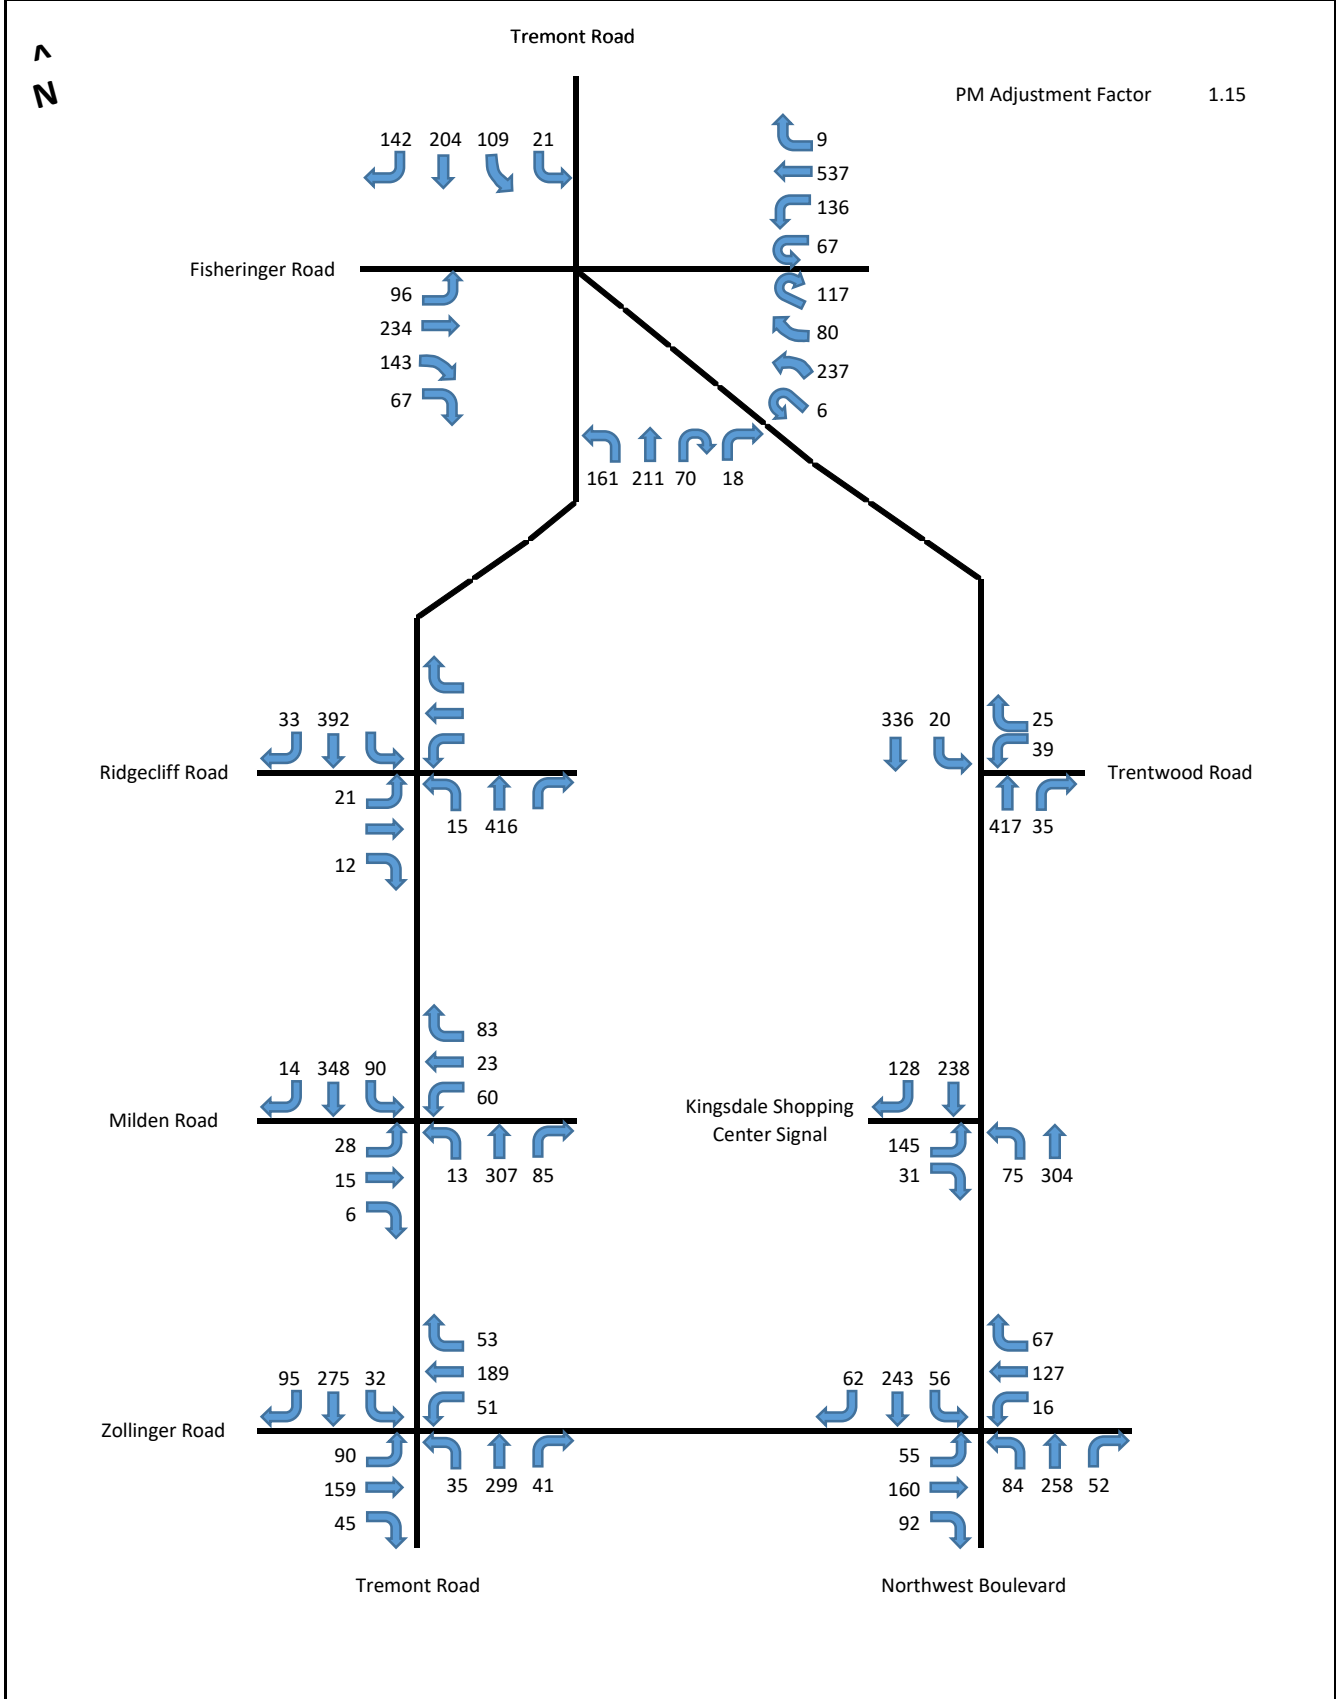 Tremont Road
^
N
PM Adjustment Factor 1.15
142 204 109 21
9
537
136
67
Fisheringer Road
96
234
143
67
117
80
237
6
161 211 70 18
33 392
Ridgecliff Road
21
12
15 416
336 20
25
39
Trentwood Road
417 35
14 348 90
83
23
60
Milden Road
28
15
6
13 307 85
128 238
Kingsdale Shopping
Center Signal
145
31
75 304
95 275 32
53
189
51
Zollinger Road
90
159
45
35 299 41
62 243 56
67
127
16
55
160
92
84 258 52
Tremont Road
Northwest Boulevard